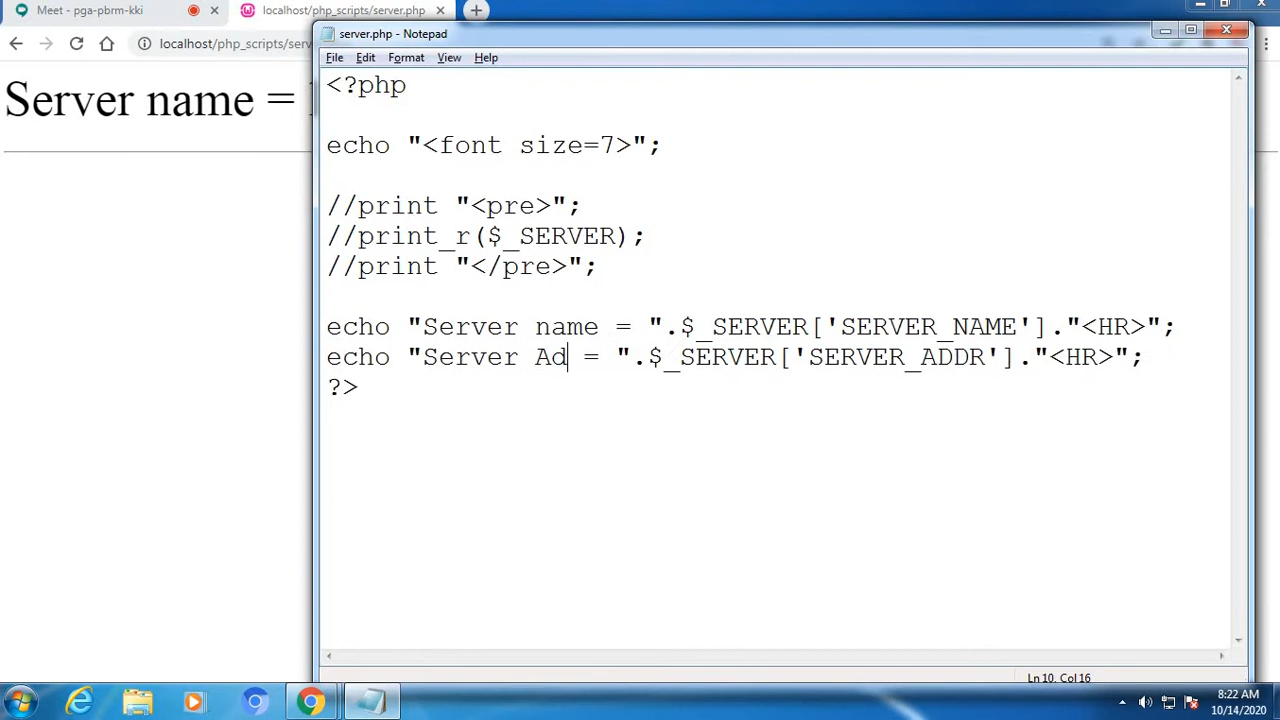 Meet - pga-pbrm-kki
localhost/php_scripts/server.php
localhost/php_scripts/serv
Server name =
server.php - Notepad
File Edit Format View Help
<?php
echo "<font size=7>";
//print "<pre>";
//print_r($_SERVER);
//print "</pre>";
echo "Server name = ".$_SERVER['SERVER_NAME']."<HR>";
echo "Server Ad = ".$_SERVER['SERVER_ADDR']."<HR>";
?>
Ln 10, Col 16
8:22 AM
10/14/2020